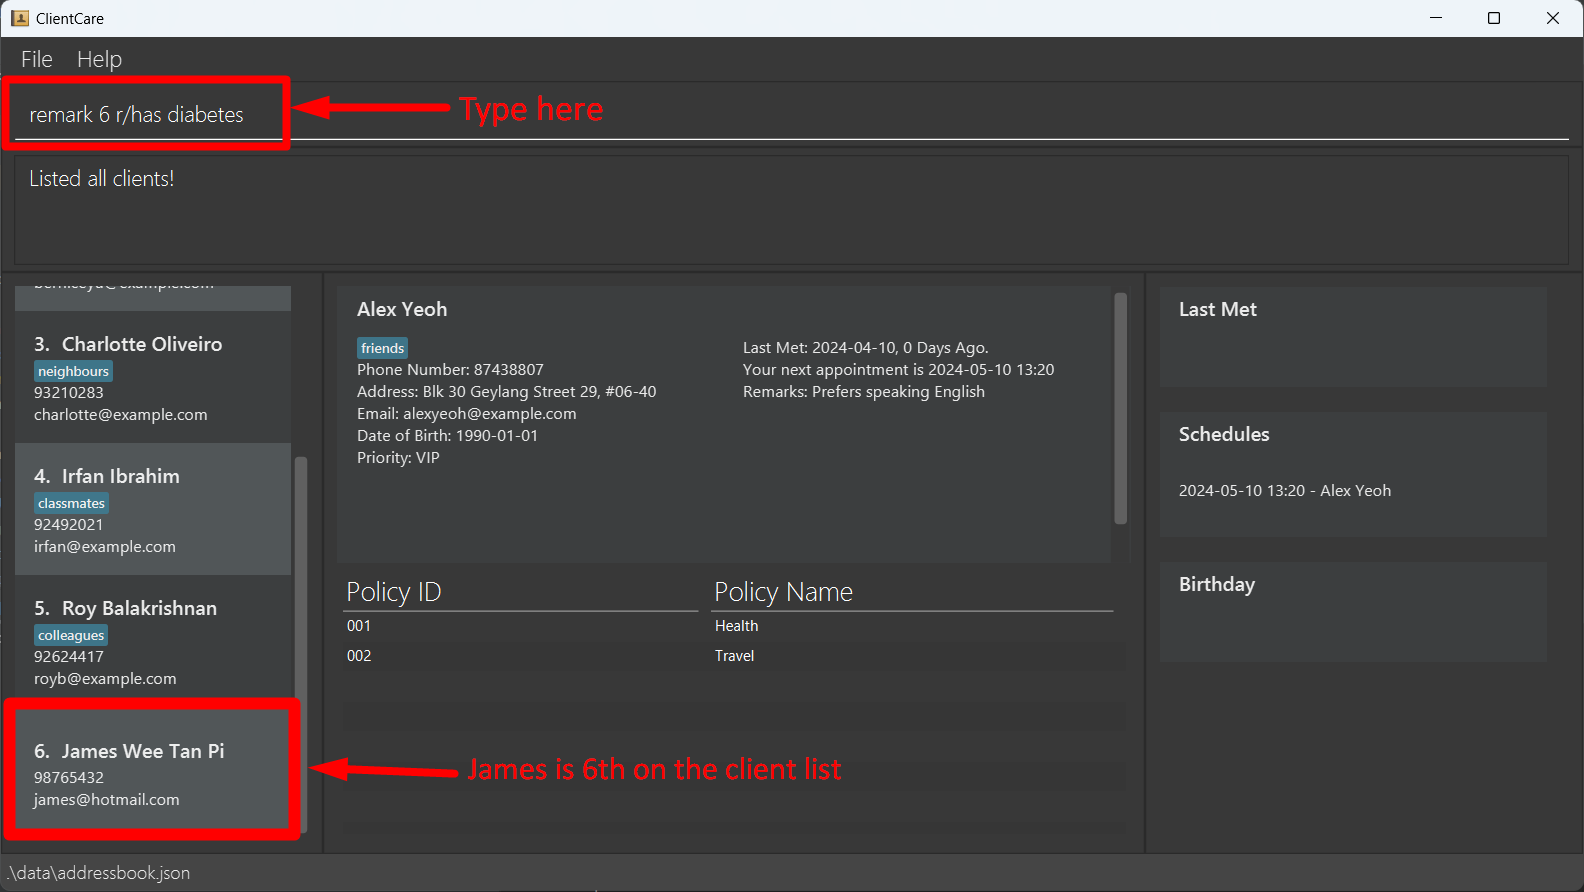 ClientCare
File Help
remark 6 r/has diabetes
Type here
Listed all clients!
3. Charlotte Oliveiro
neighbours
93210283
charlotte@example.com
4. Irfan Ibrahim
classmates
92492021
irfan@example.com
5. Roy Balakrishnan
colleagues
92624417
royb@example.com
6. James Wee Tan Pi
98765432
james@hotmail.com
James is 6th on the client list
Alex Yeoh
friends
Phone Number: 87438807
Address: Blk 30 Geylang Street 29, #06-40
Email: alexyeoh@example.com
Date of Birth: 1990-01-01
Priority: VIP
Last Met: 2024-04-10, 0 Days Ago.
Your next appointment is 2024-05-10 13:20
Remarks: Prefers speaking English
Policy ID Policy Name
001 Health
002 Travel
Last Met
Schedules
2024-05-10 13:20 - Alex Yeoh
Birthday
.\data\addressbook.json